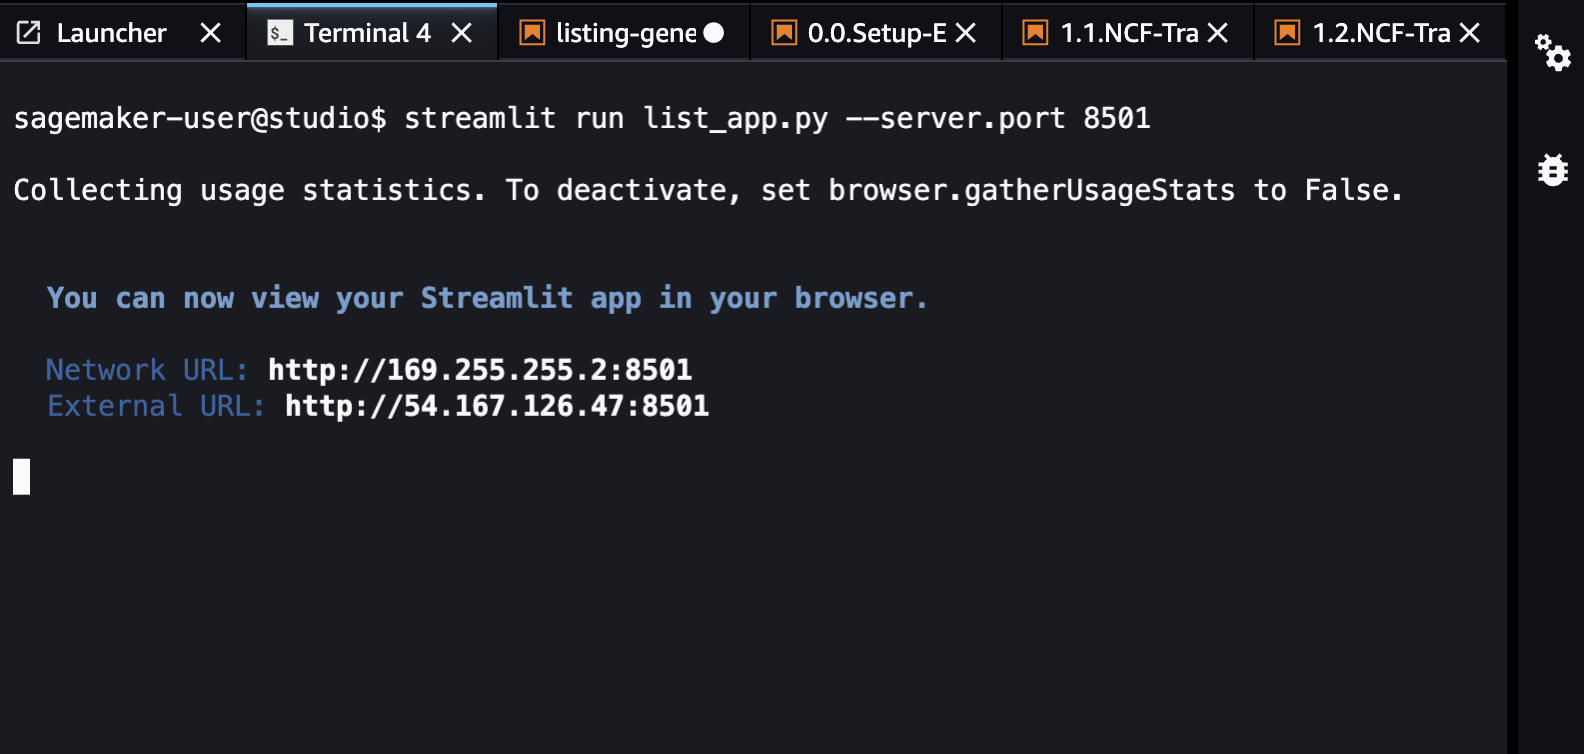 Launcher
$_ Terminal 4
listing-gene
0.0.Setup-E
1.1.NCF-Tra
1.2.NCF-Tra
sagemaker-user@studio$ streamlit run list_app.py --server.port 8501
Collecting usage statistics. To deactivate, set browser.gatherUsageStats to False.
You can now view your Streamlit app in your browser.
Network URL: http://169.255.255.2:8501
External URL: http://54.167.126.47:8501